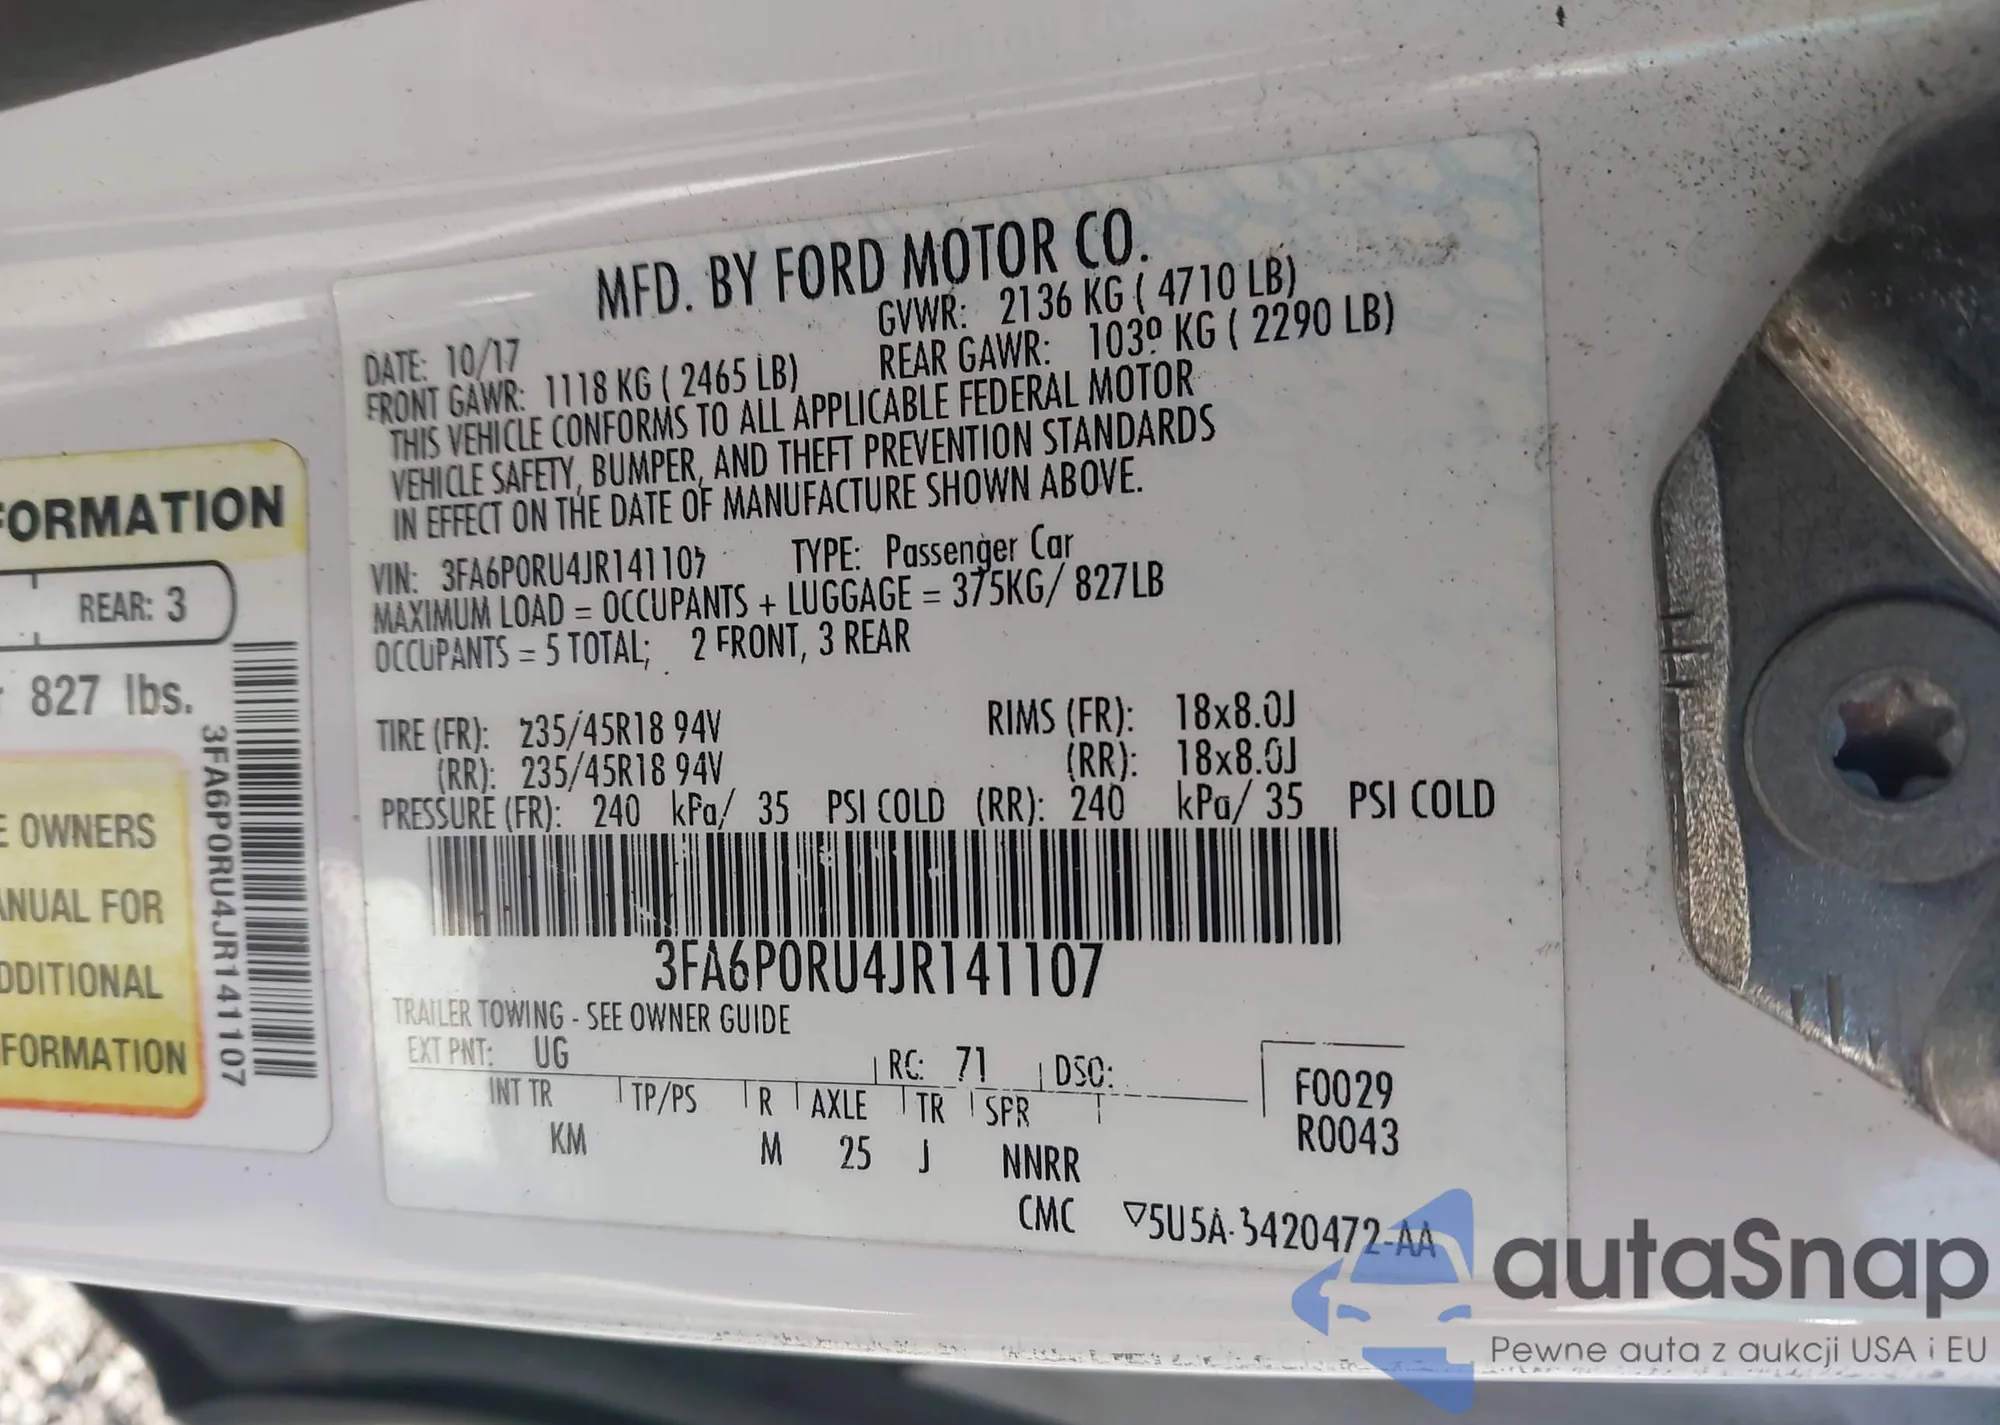 MFD. BY FORD MOTOR CO.
DATE: 10/17 GVWR: 2136 KG ( 4710 LB)
FRONT GAWR: 1118 KG ( 2465 LB) REAR GAWR: 1039 KG ( 2290 LB)
THIS VEHICLE CONFORMS TO ALL APPLICABLE FEDERAL MOTOR
VEHICLE SAFETY, BUMPER, AND THEFT PREVENTION STANDARDS
IN EFFECT ON THE DATE OF MANUFACTURE SHOWN ABOVE.
VIN: 3FA6P0RU4JR141107 TYPE: Passenger Car
MAXIMUM LOAD = OCCUPANTS + LUGGAGE = 375KG/ 827LB
OCCUPANTS = 5 TOTAL; 2 FRONT, 3 REAR
TIRE (FR): 235/45R18 94V RIMS (FR): 18x8.0J
(RR): 235/45R18 94V (RR): 18x8.0J
PRESSURE (FR): 240 kPa/ 35 PSI COLD (RR): 240 kPa/ 35 PSI COLD
3FA6P0RU4JR141107
TRAILER TOWING - SEE OWNER GUIDE
EXT PNT: UG RC: 71 DSO:
INT TR TP/PS R AXLE TR SPR
KM M 25 J NNRR
F0029
R0043
CMC ▽5U5A-3420472-AA
FORMATION
REAR: 3
827 lbs.
E OWNERS
ANUAL FOR
DDITIONAL
FORMATION
3FA6P0RU4JR141107
autaSnap
Pewne auta z aukcji USA i EU